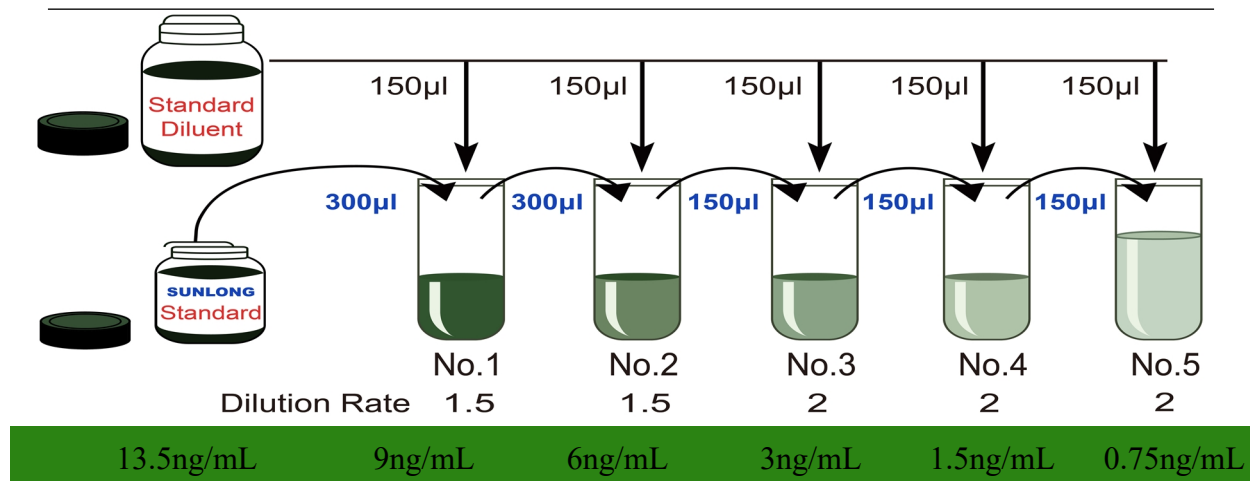 150µl 150µl 150µl 150µl 150µl
Standard
Diluent
300µl 300µl 150µl 150µl 150µl
SUNLONG
Standard
No.1 No.2 No.3 No.4 No.5
Dilution Rate 1.5 1.5 2 2 2
13.5ng/mL 9ng/mL 6ng/mL 3ng/mL 1.5ng/mL 0.75ng/mL